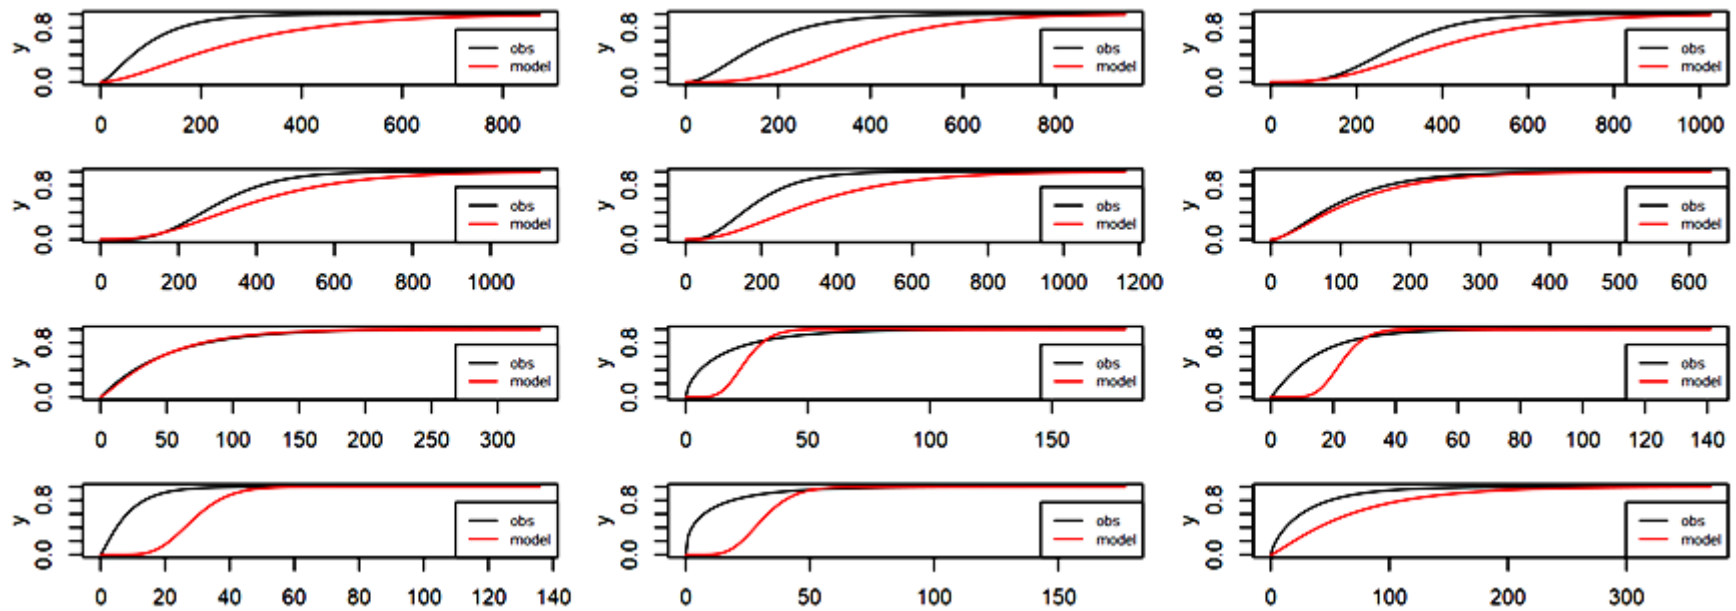 y 0.0 0.8 obs model
0 200 400 600 800
y 0.0 0.8 obs model
0 200 400 600 800
y 0.0 0.8 obs model
0 200 400 600 800 1000
y 0.0 0.8 obs model
0 200 400 600 800 1000
y 0.0 0.8 obs model
0 200 400 600 800 1000 1200
y 0.0 0.8 obs model
0 100 200 300 400 500 600
y 0.0 0.8 obs model
0 50 100 150 200 250 300
y 0.0 0.8 obs model
0 50 100 150
y 0.0 0.8 obs model
0 20 40 60 80 100 120 140
y 0.0 0.8 obs model
0 20 40 60 80 100 120 140
y 0.0 0.8 obs model
0 50 100 150
y 0.0 0.8 obs model
0 100 200 300